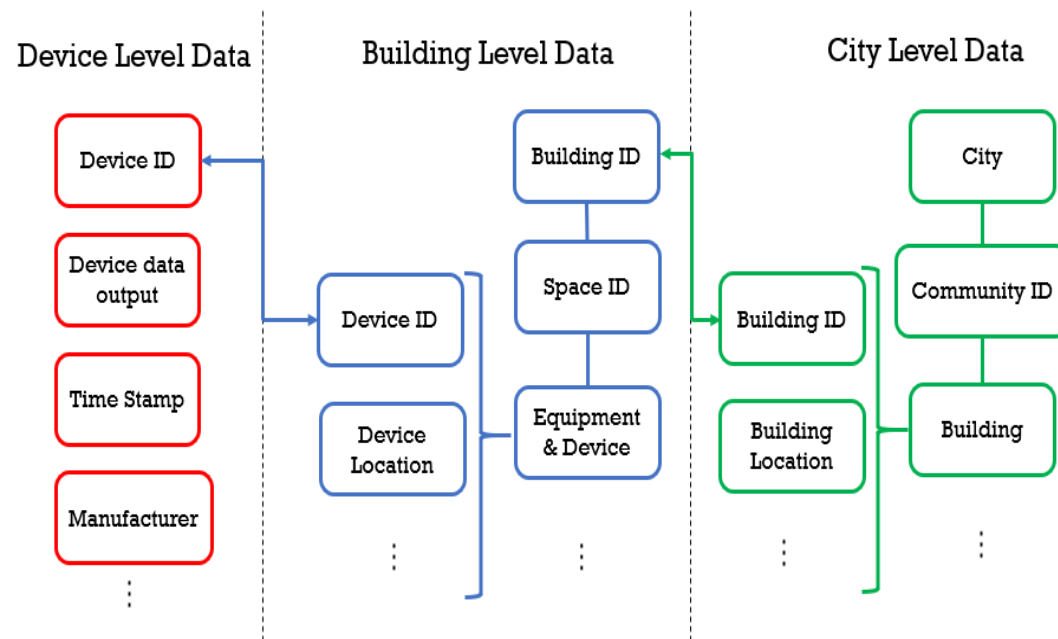 Device Level Data
Device ID
Device data
output
Time Stamp
Manufacturer
⋮
Building Level Data
Building ID
Space ID
Equipment
& Device
⋮
Device ID
Device
Location
⋮
City Level Data
City
Community ID
Building
⋮
Building ID
Building
Location
⋮